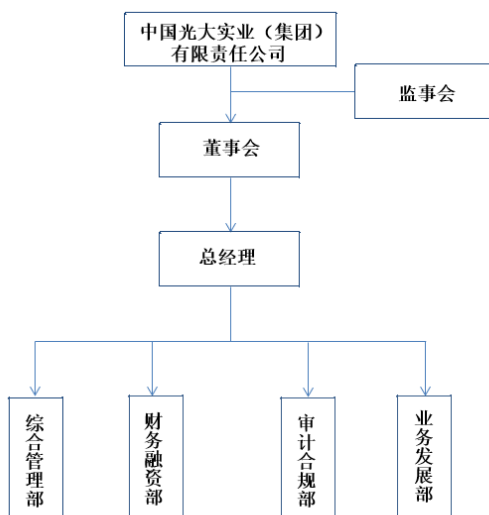 中国光大实业（集团）
有限责任公司
监事会
董事会
总经理
综合管理部
财务融资部
审计合规部
业务发展部